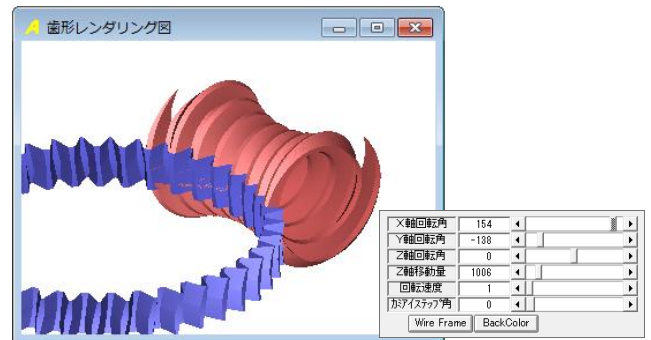 歯形レンダリング図
X軸回転角 154
Y軸回転角 -138
Z軸回転角 0
Z軸移動量 1006
回転速度 1
カミアイステップ角 0
Wire Frame BackColor